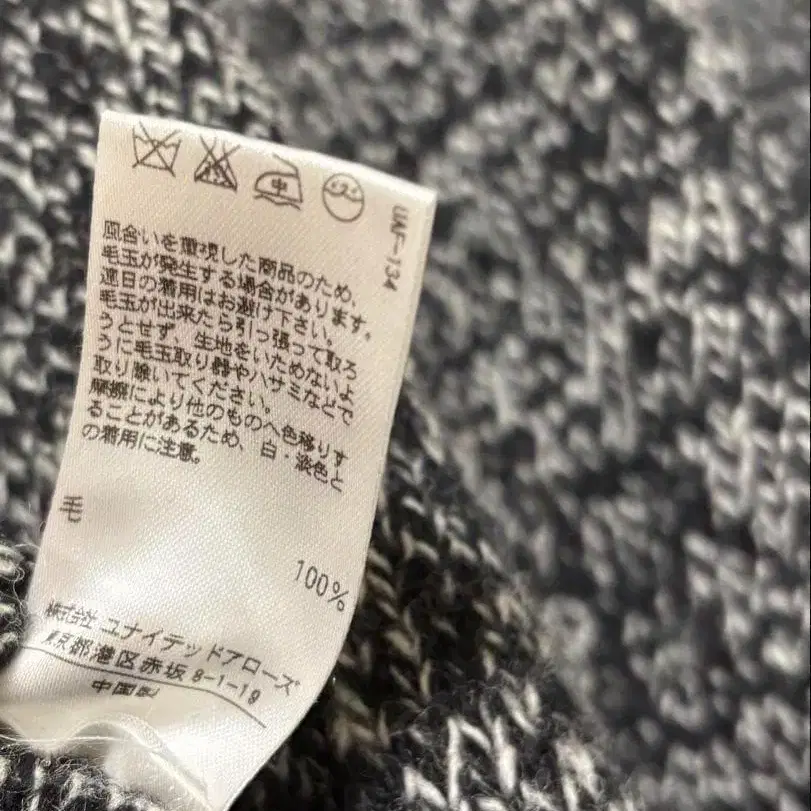 中
UAF-134
風合いを重視した商品のため、
毛玉が発生する場合があります。
連日の着用はお避け下さい。
毛玉が出来たら引っ張って取ろ
うとせず、生地をいためないよ
うに毛玉取り器やハサミなどで
取り除いてください。
摩擦により他のものへ色移りす
ることがあるため、白・淡色と
の着用に注意。
毛
100%
株式会社 ユナイテッドアローズ
東京都港区赤坂 8-1-19
中国製